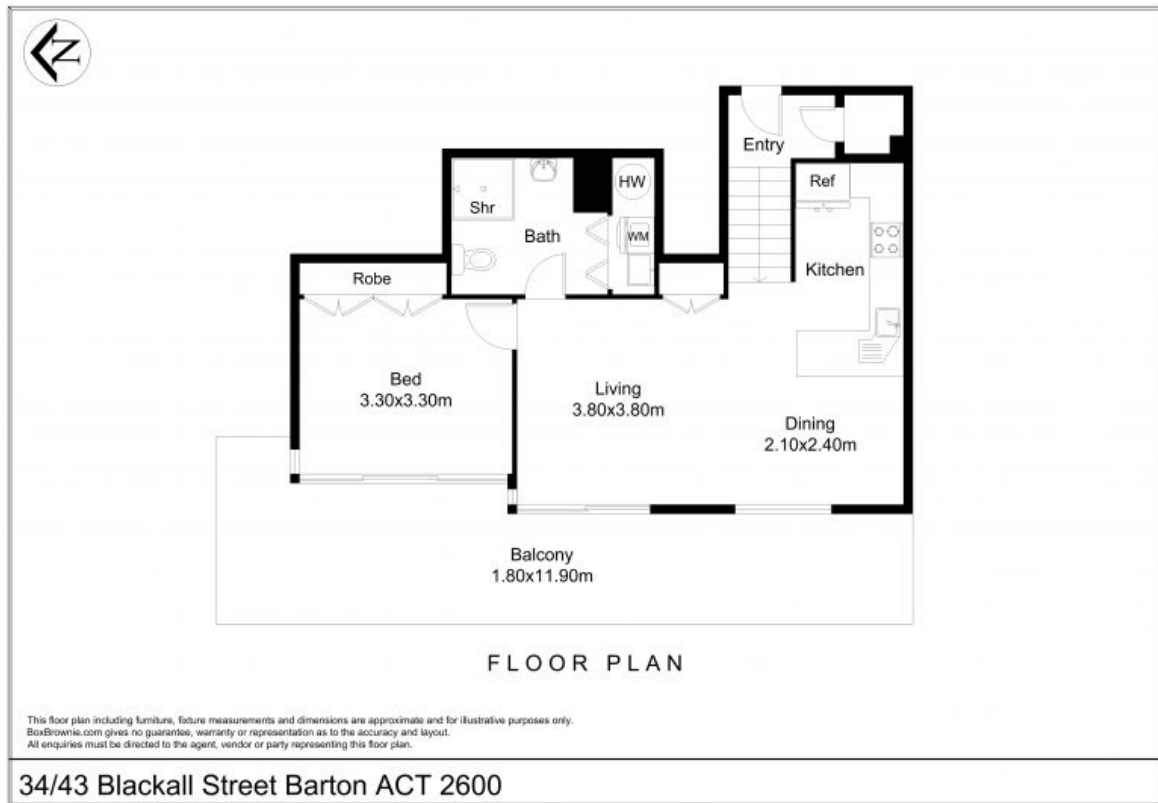 N
Entry
Ref
HW
Shr
WM
Bath
Kitchen
Robe
Bed
3.30x3.30m
Living
3.80x3.80m
Dining
2.10x2.40m
Balcony
1.80x11.90m
FLOOR PLAN
This floor plan including furniture, fixture measurements and dimensions are approximate and for illustrative purposes only.
BoxBrownie.com gives no guarantee, warranty or representation as to the accuracy and layout.
All enquiries must be directed to the agent, vendor or party representing this floor plan.
34/43 Blackall Street Barton ACT 2600